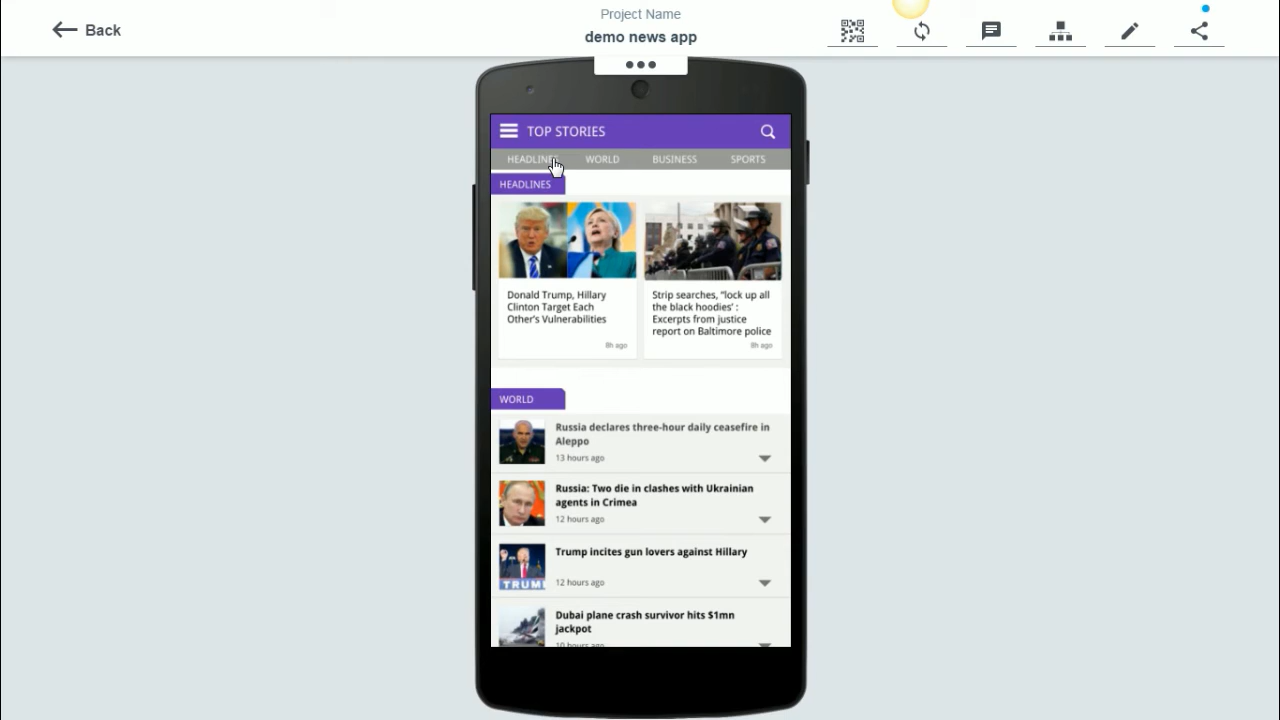 Back
Project Name
demo news app
TOP STORIES
HEADLINES WORLD BUSINESS SPORTS
HEADLINES
Donald Trump, Hillary
Clinton Target Each
Other's Vulnerabilities
8h ago
Strip searches, "lock up all
the black hoodies' :
Excerpts from justice
report on Baltimore police
8h ago
WORLD
Russia declares three-hour daily ceasefire in
Aleppo
13 hours ago
Russia: Two die in clashes with Ukrainian
agents in Crimea
12 hours ago
Trump incites gun lovers against Hillary
12 hours ago
TRUM
Dubai plane crash survivor hits $1mn
jackpot
10 hours ago